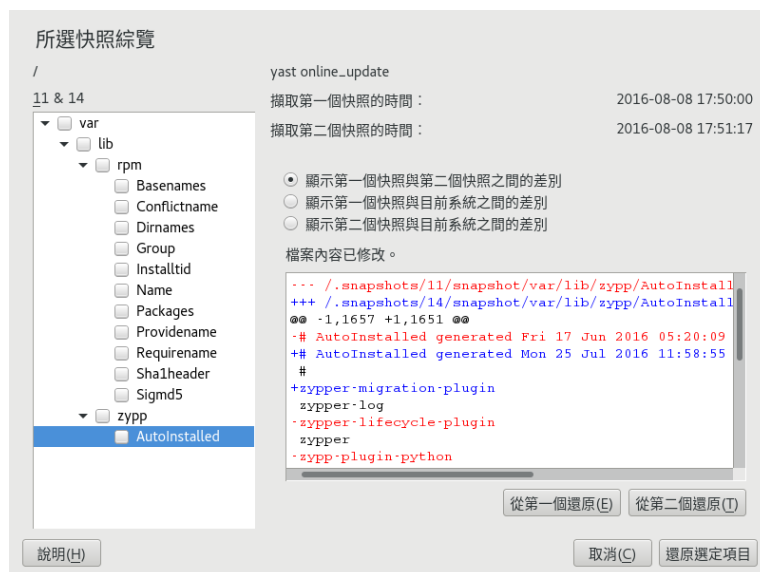 所選快照綜覽
/
11 & 14
var
lib
rpm
Basenames
Conflictname
Dirnames
Group
Installtid
Name
Packages
Providename
Requirename
Sha1header
Sigmd5
zypp
AutoInstalled
yast online_update
擷取第一個快照的時間： 2016-08-08 17:50:00
擷取第二個快照的時間： 2016-08-08 17:51:17
顯示第一個快照與第二個快照之間的差別
顯示第一個快照與目前系統之間的差別
顯示第二個快照與目前系統之間的差別
檔案內容已修改。
--- /.snapshots/11/snapshot/var/lib/zypp/AutoInstall
+++ /.snapshots/14/snapshot/var/lib/zypp/AutoInstall
@@ -1,1657 +1,1651 @@
-# AutoInstalled generated Fri 17 Jun 2016 05:20:09
+# AutoInstalled generated Mon 25 Jul 2016 11:58:55
#
+zypper-migration-plugin
zypper-log
-zypper-lifecycle-plugin
zypper
-zypp-plugin-python
從第一個還原(E) 從第二個還原(T)
說明(H) 取消(C) 還原選定項目